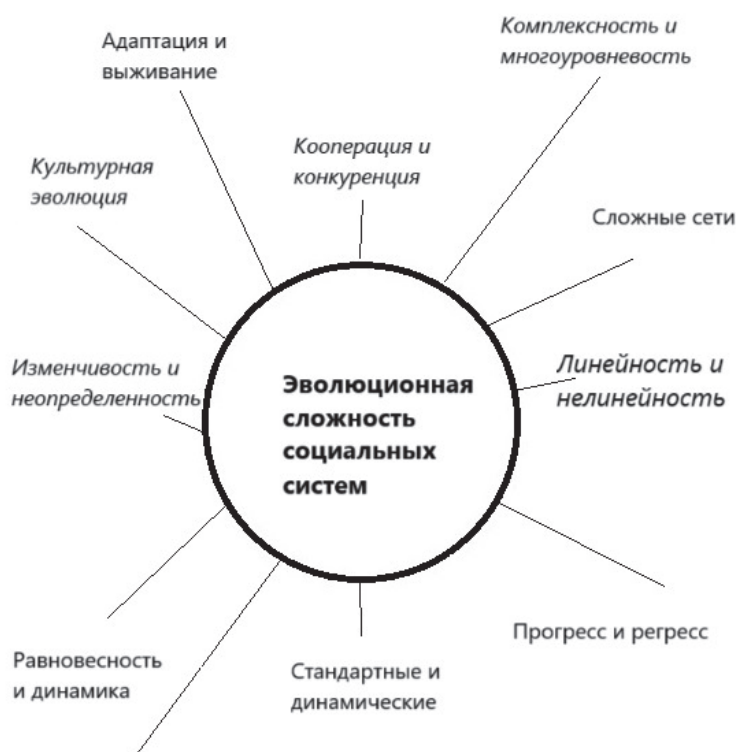 Комплексность и
многоуровневость
Адаптация и
выживание
Кооперация и
конкуренция
Культурная
эволюция
Сложные сети
Линейность и
нелинейность
Изменчивость и
неопределенность
Эволюционная
сложность
социальных
систем
Прогресс и регресс
Равновесность
и динамика
Стандартные и
динамические